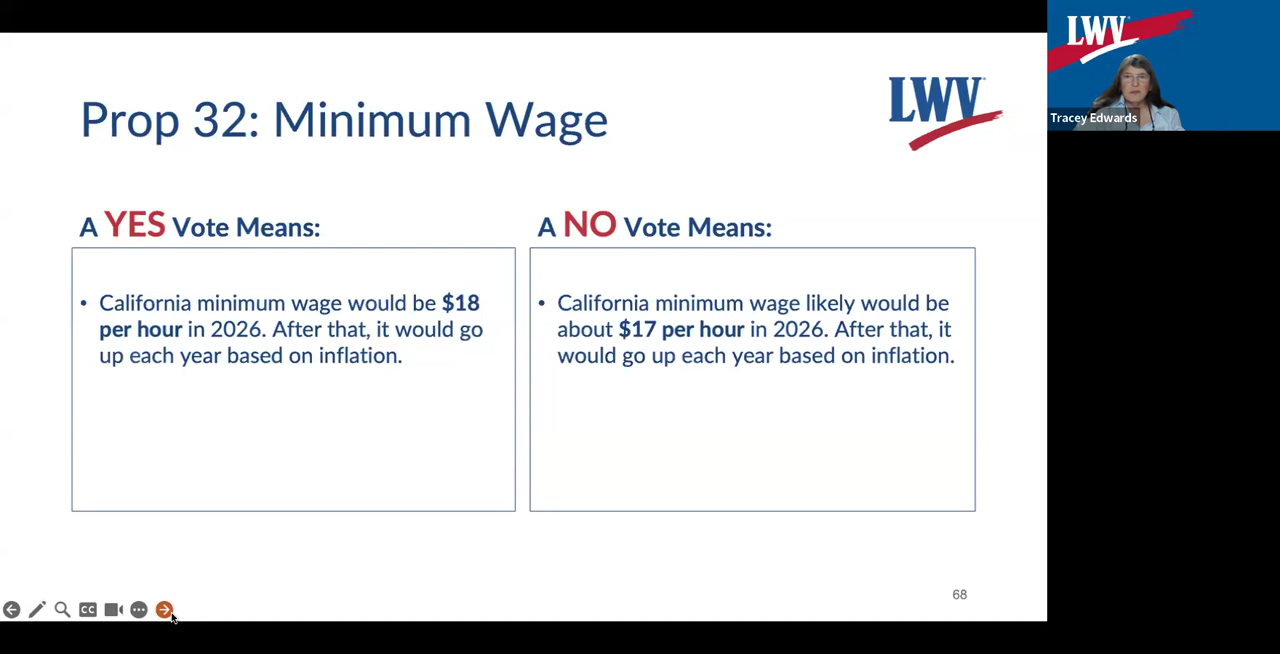 LWV
Tracey Edwards
Prop 32: Minimum Wage
LWV
A YES Vote Means:
• California minimum wage would be $18
per hour in 2026. After that, it would go
up each year based on inflation.
A NO Vote Means:
• California minimum wage likely would be
about $17 per hour in 2026. After that, it
would go up each year based on inflation.
CC
68